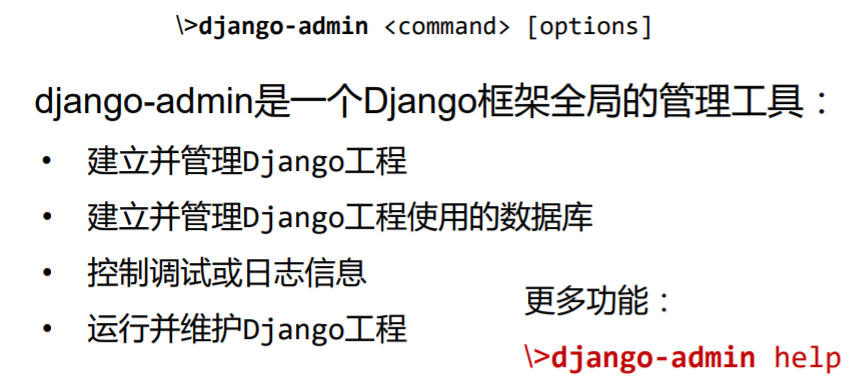 \>django-admin <command> [options]
django-admin是一个Django框架全局的管理工具：
• 建立并管理Django工程
• 建立并管理Django工程使用的数据库
• 控制调试或日志信息
• 运行并维护Django工程
更多功能：
\>django-admin help